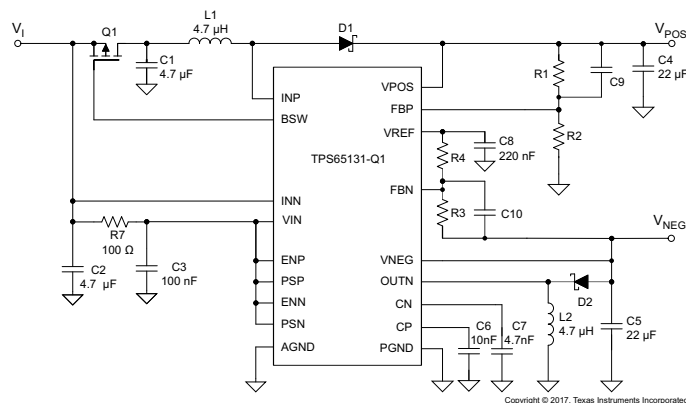 V_I
Q1
L1
4.7 µH
D1
V_POS
C1
4.7 µF
R1
C9
C4
22 µF
INP
BSW
VPOS
FBP
R2
VREF
C8
220 nF
TPS65131-Q1
R4
INN
VIN
FBN
R3
C10
R7
100 Ω
V_NEG
C2
4.7 µF
C3
100 nF
ENP
PSP
ENN
PSN
AGND
VNEG
OUTN
D2
CN
CP
PGND
C6
10nF
C7
4.7nF
L2
4.7 µH
C5
22 µF
Copyright © 2017, Texas Instruments Incorporated